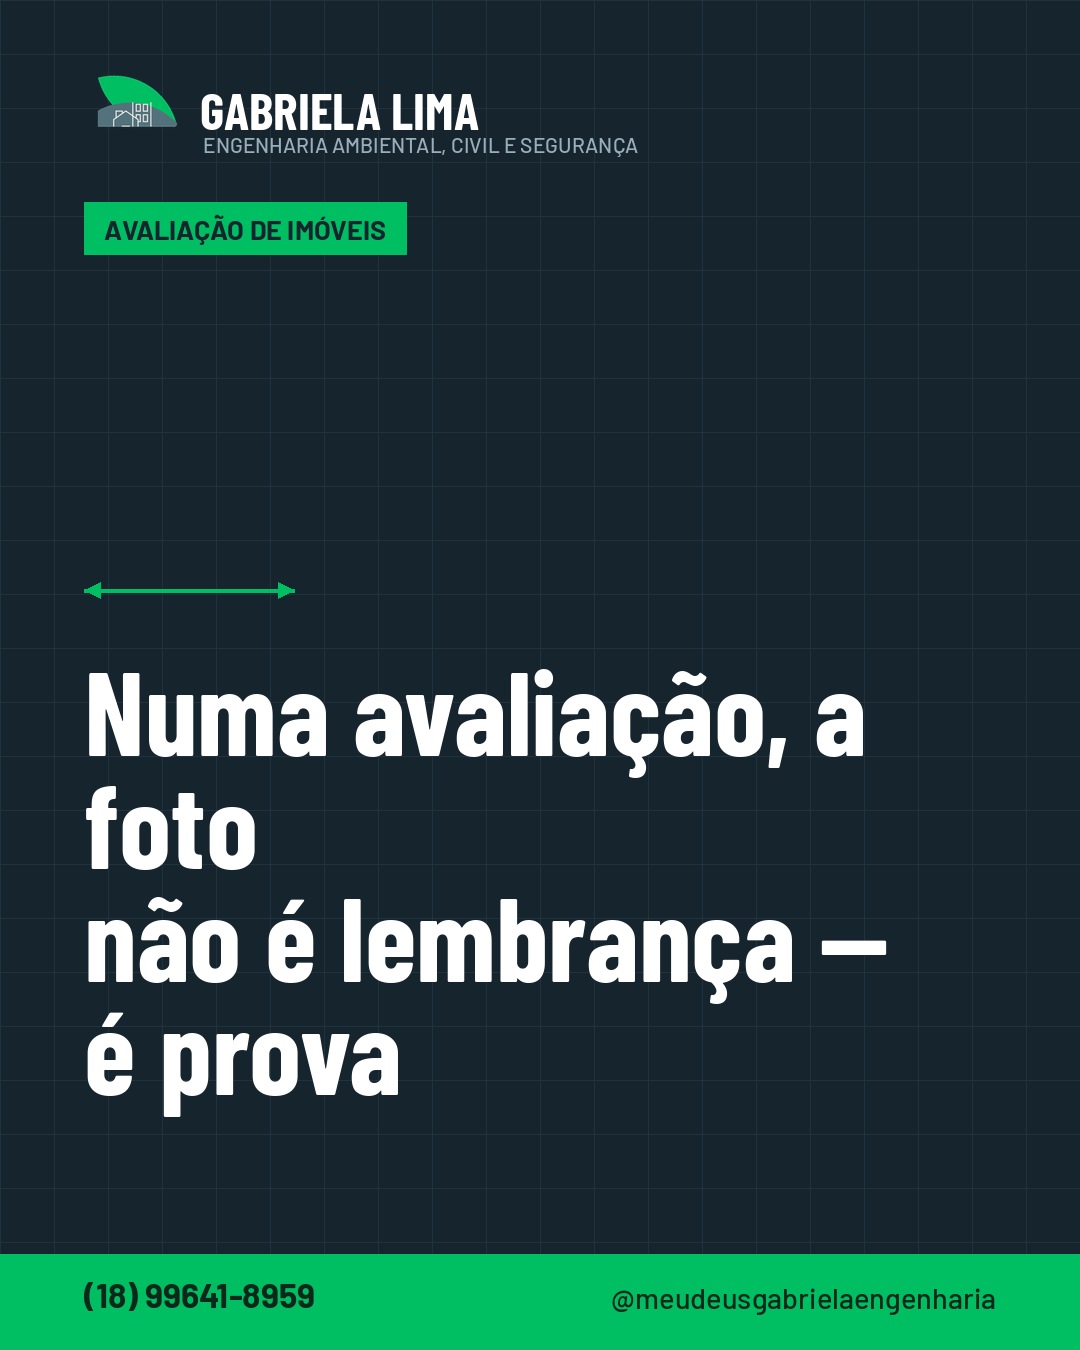 GABRIELA LIMA
ENGENHARIA AMBIENTAL, CIVIL E SEGURANÇA
AVALIAÇÃO DE IMÓVEIS
Numa avaliação, a
foto
não é lembrança —
é prova
(18) 99641-8959
@meudeusgabrielaengenharia